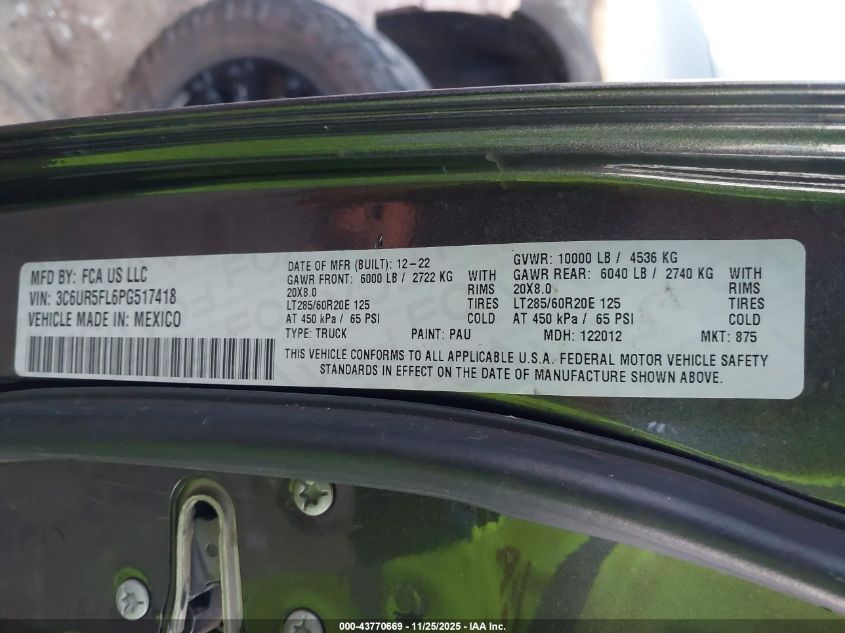 MFD BY: FCA US LLC
VIN: 3C6UR5FL6PG517418
VEHICLE MADE IN: MEXICO
DATE OF MFR (BUILT): 12-22
GAWR FRONT: 6000 LB / 2722 KG WITH
20X8.0 RIMS
LT285/60R20E 125 TIRES
AT 450 kPa / 65 PSI COLD
TYPE: TRUCK PAINT: PAU
GVWR: 10000 LB / 4536 KG
GAWR REAR: 6040 LB / 2740 KG WITH
20X8.0 RIMS
LT285/60R20E 125 TIRES
AT 450 kPa / 65 PSI COLD
MDH: 122012 MKT: 875
THIS VEHICLE CONFORMS TO ALL APPLICABLE U.S.A. FEDERAL MOTOR VEHICLE SAFETY
STANDARDS IN EFFECT ON THE DATE OF MANUFACTURE SHOWN ABOVE.
000-43770669 - 11/25/2025 - IAA Inc.